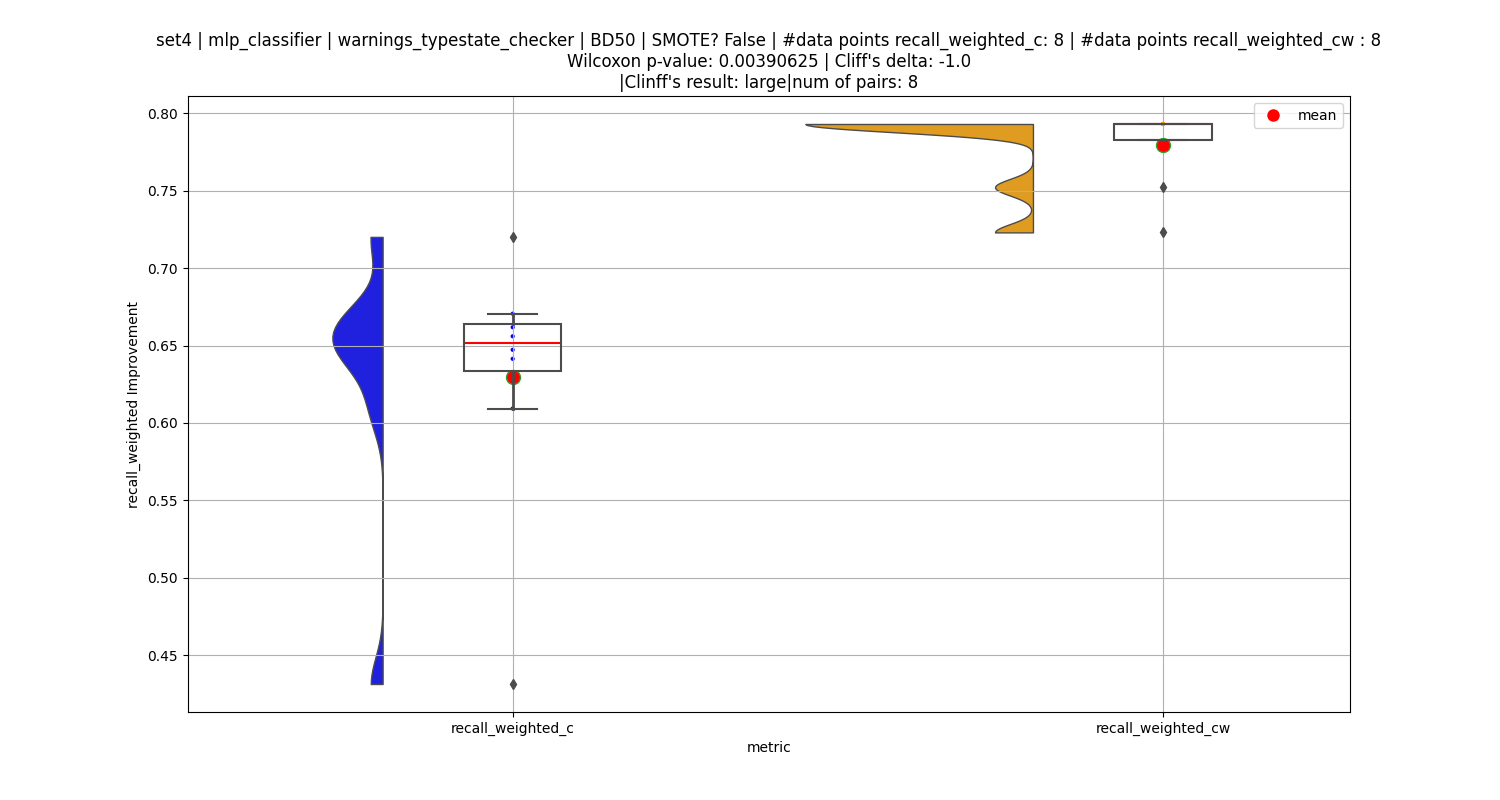 set4 | mlp_classifier | warnings_typestate_checker | BD50 | SMOTE? False | #data points recall_weighted_c: 8 | #data points recall_weighted_cw : 8
Wilcoxon p-value: 0.00390625 | Cliff's delta: -1.0
|Clinff's result: large|num of pairs: 8
mean
0.80
0.75
0.70
0.65
0.60
0.55
0.50
0.45
recall_weighted Improvement
recall_weighted_c
recall_weighted_cw
metric